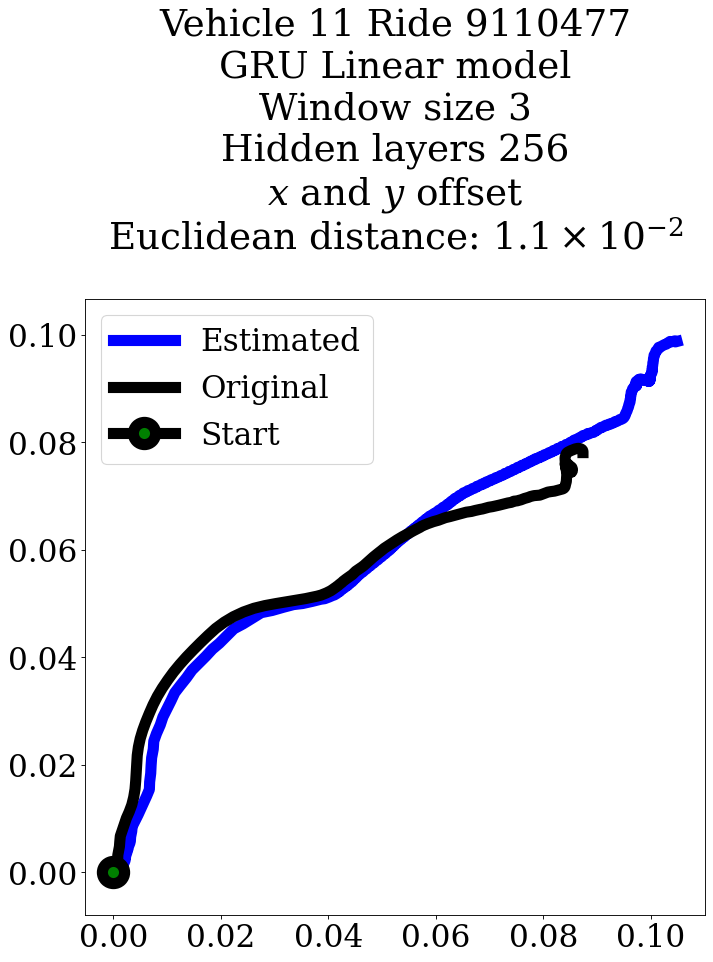 Vehicle 11 Ride 9110477
GRU Linear model
Window size 3
Hidden layers 256
x and y offset
Euclidean distance: 1.1 × 10⁻²
Estimated
Original
Start
0.10
0.08
0.06
0.04
0.02
0.00
0.00 0.02 0.04 0.06 0.08 0.10